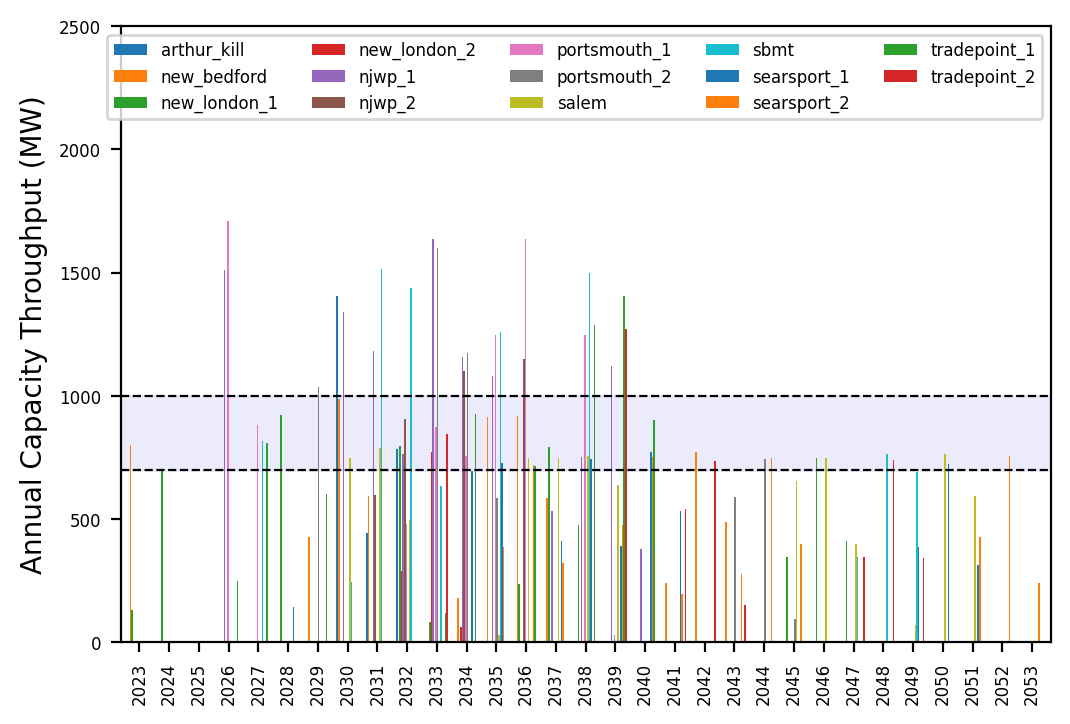 2500
2000
1500
1000
500
0
Annual Capacity Throughput (MW)
arthur_kill
new_bedford
new_london_1
new_london_2
njwp_1
njwp_2
portsmouth_1
portsmouth_2
salem
sbmt
searsport_1
searsport_2
tradepoint_1
tradepoint_2
2023
2024
2025
2026
2027
2028
2029
2030
2031
2032
2033
2034
2035
2036
2037
2038
2039
2040
2041
2042
2043
2044
2045
2046
2047
2048
2049
2050
2051
2052
2053